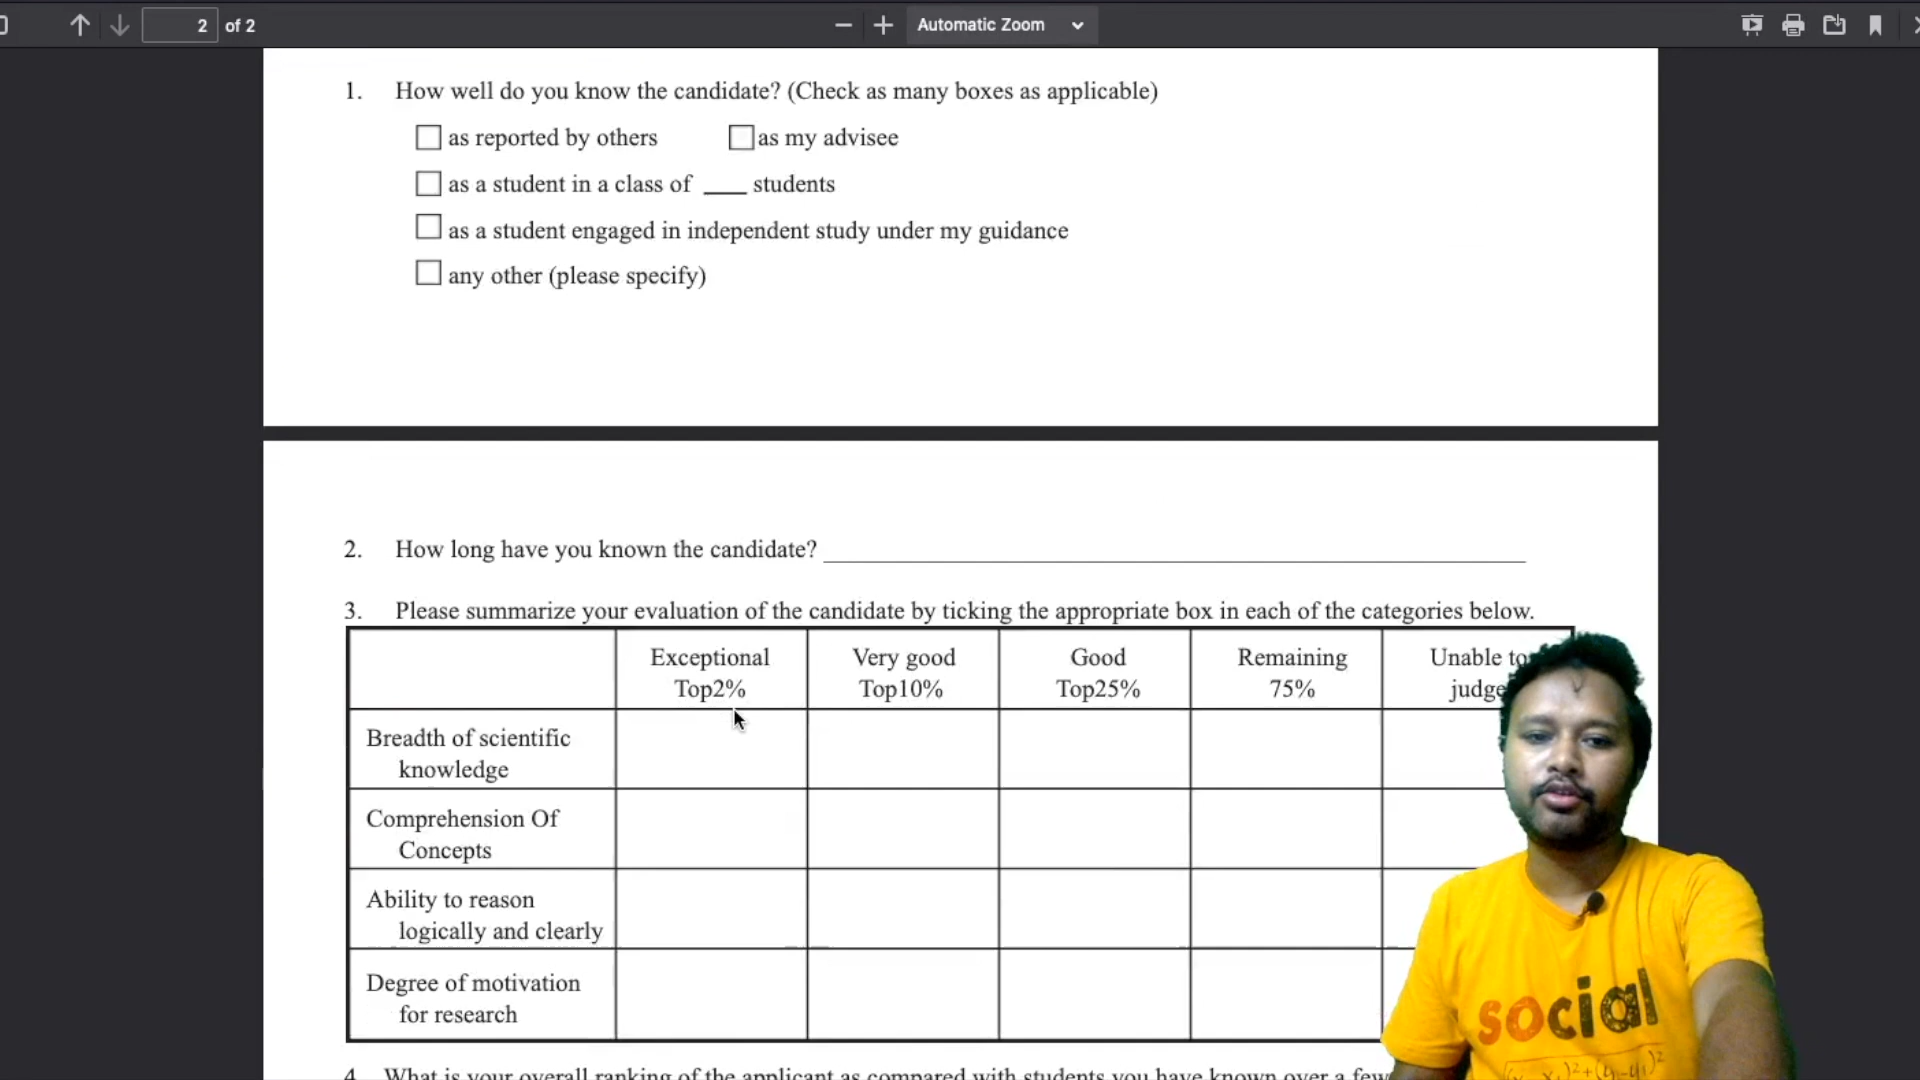 2 of 2
Automatic Zoom
1. How well do you know the candidate? (Check as many boxes as applicable)
as reported by others as my advisee
as a student in a class of ____ students
as a student engaged in independent study under my guidance
any other (please specify)
2. How long have you known the candidate?
3. Please summarize your evaluation of the candidate by ticking the appropriate box in each of the categories below.
Exceptional Very good Good Remaining Unable to
Top2% Top10% Top25% 75% judge
Breadth of scientific
knowledge
Comprehension Of
Concepts
Ability to reason
logically and clearly
Degree of motivation
for research
4. What is your overall ranking of the applicant as compared with students you have known over a few
social